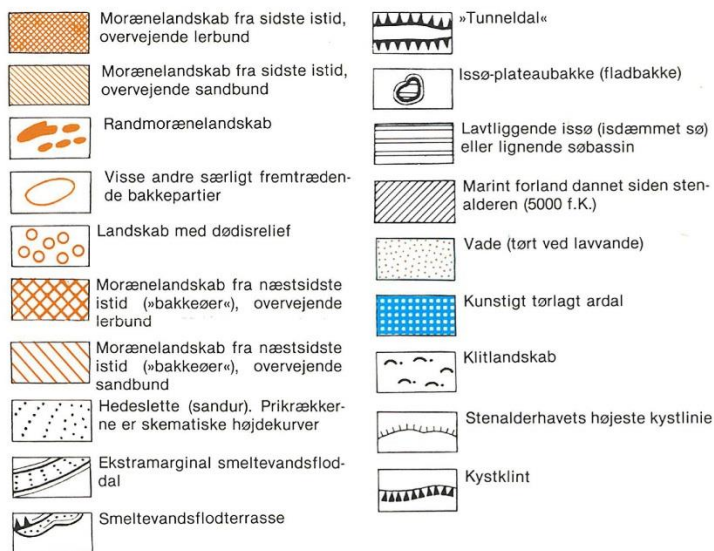 Morænelandskab fra sidste istid,
overvejende lerbund
Morænelandskab fra sidste istid,
overvejende sandbund
Randmorænelandskab
Visse andre særligt fremtræden-
de bakkepartier
Landskab med dødisrelief
Morænelandskab fra næstsidste
istid (»bakkeøer«), overvejende
lerbund
Morænelandskab fra næstsidste
istid (»bakkeøer«), overvejende
sandbund
Hedeslette (sandur). Prikrækker-
ne er skematiske højdekurver
Ekstramarginal smeltevandsflod-
dal
Smeltevandsflodterrasse
»Tunneldal«
Issø-plateaubakke (fladbakke)
Lavtliggende issø (isdæmmet sø)
eller lignende søbassin
Marint forland dannet siden sten-
alderen (5000 f.K.)
Vade (tørt ved lavvande)
Kunstigt tørlagt ardal
Klitlandskab
Stenalderhavets højeste kystlinie
Kystklint